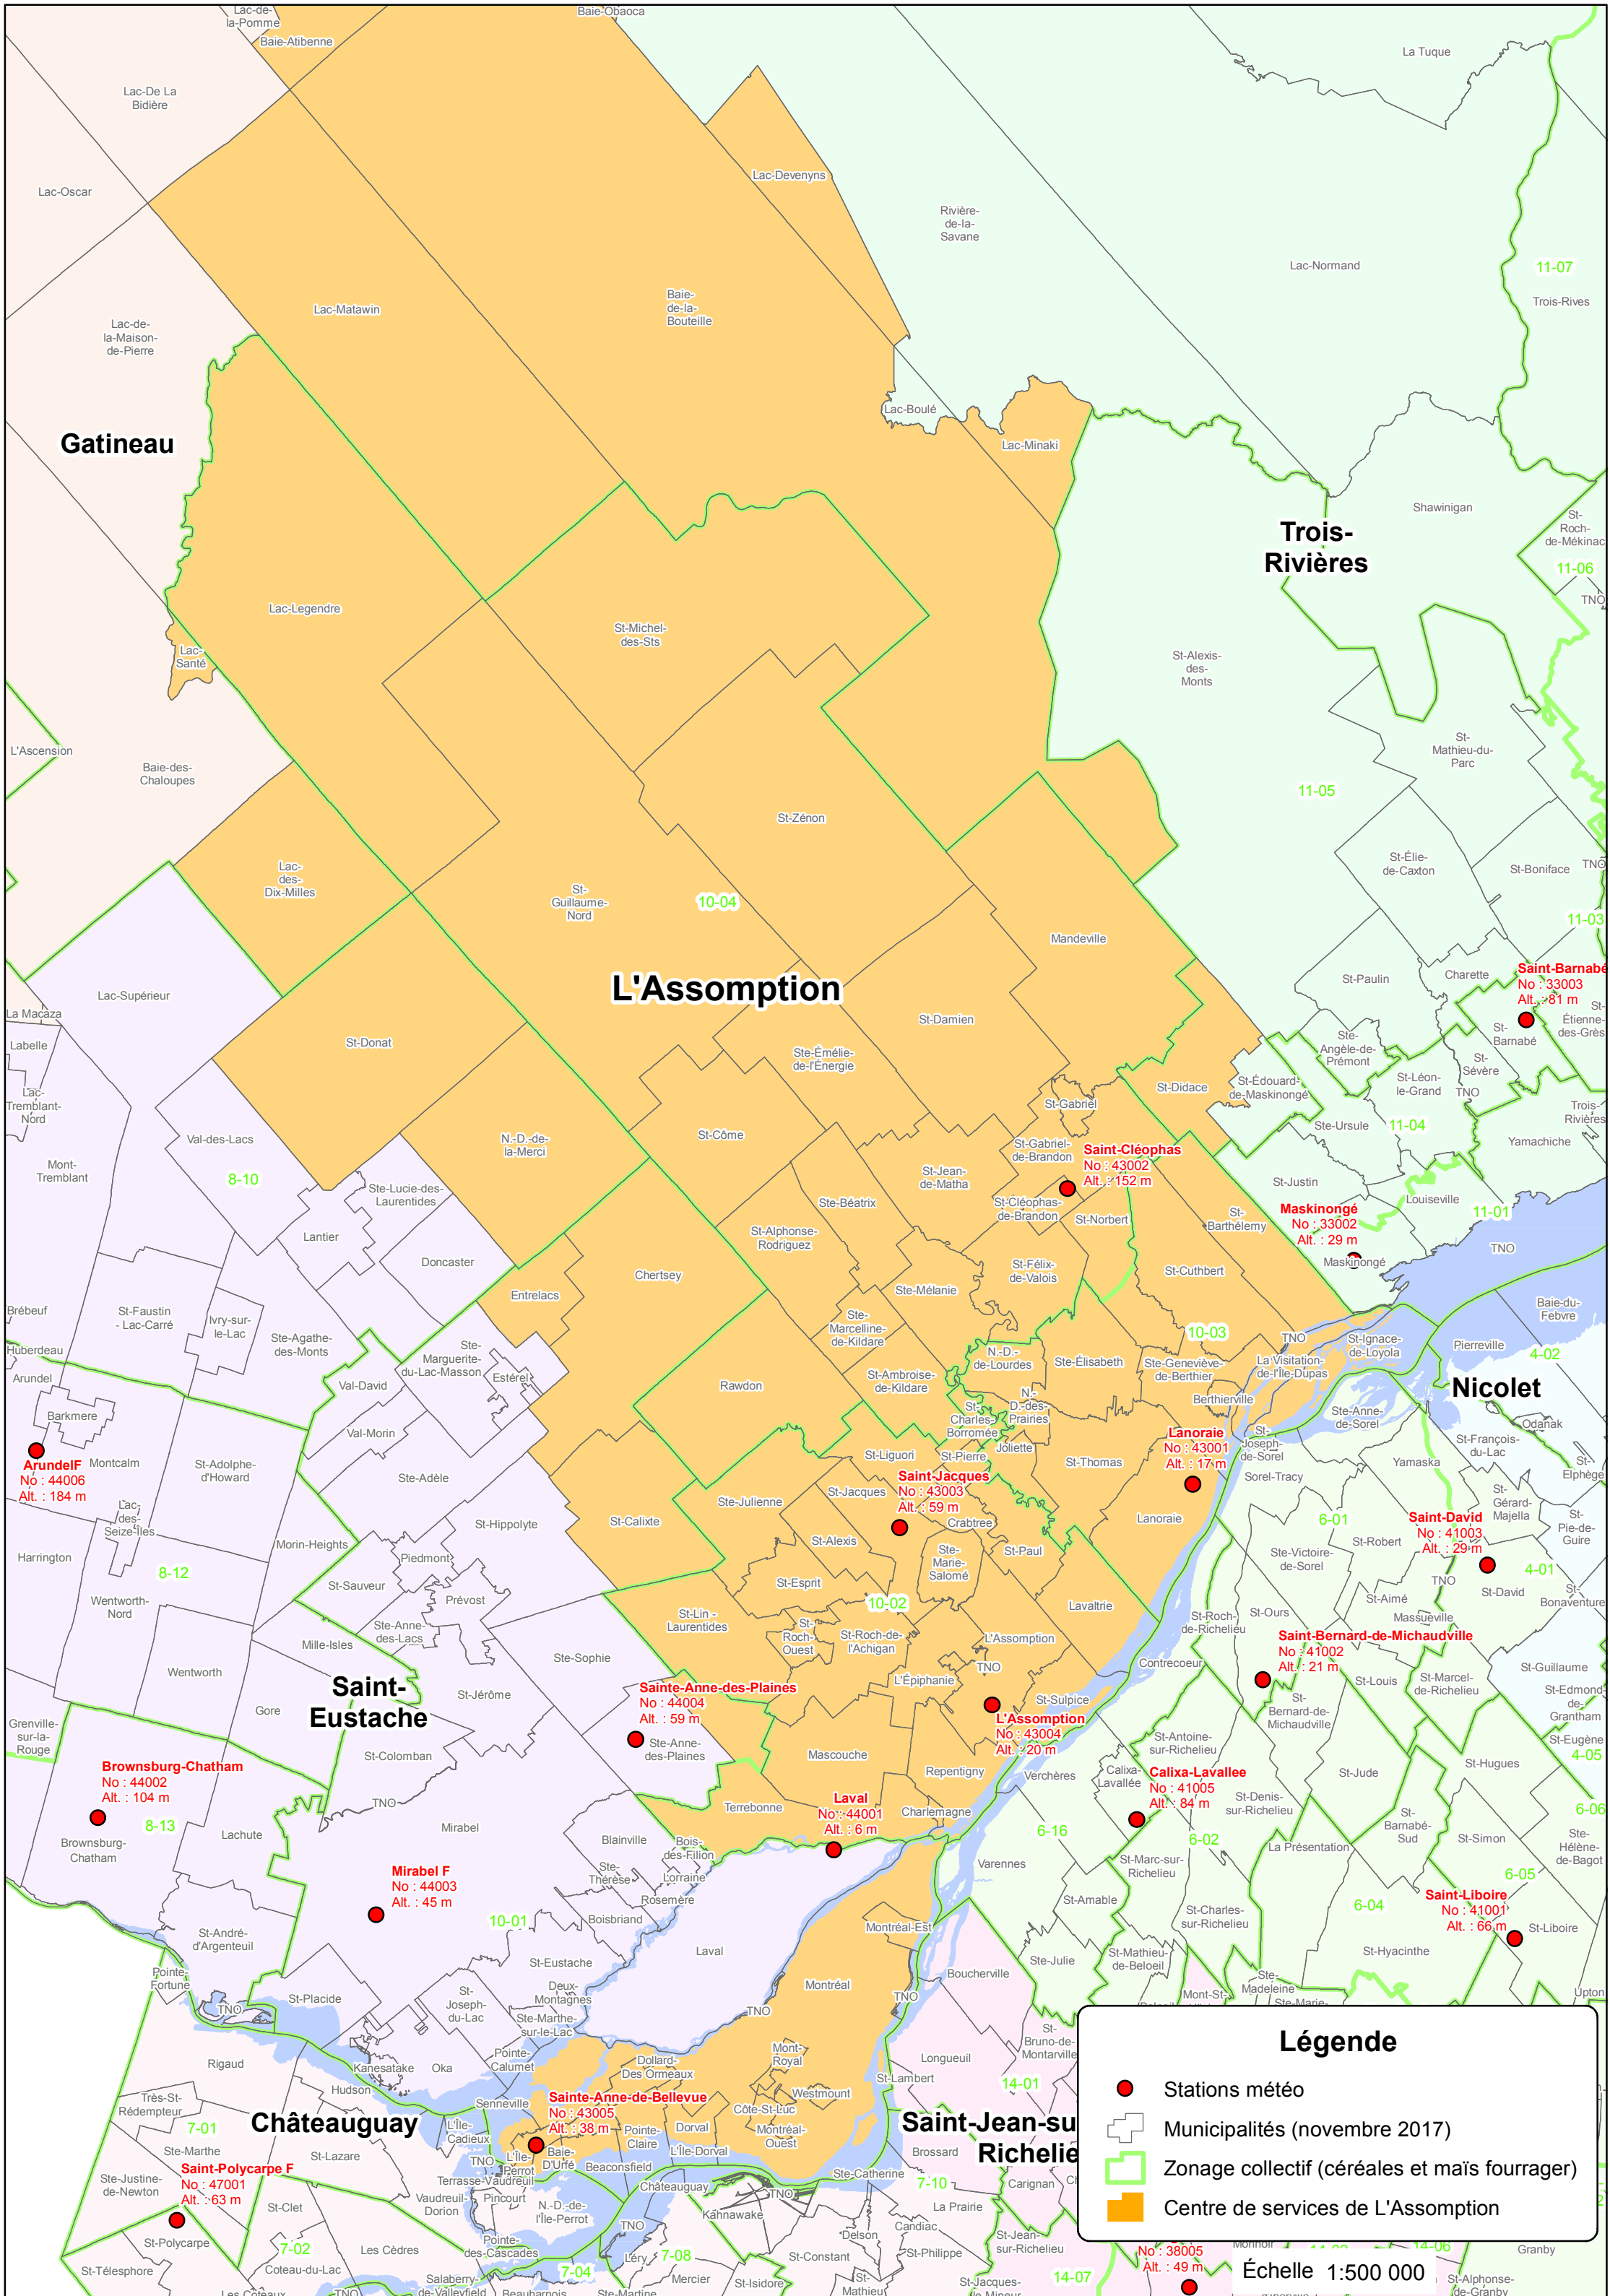 Lac-de-
la-Pomme
Baie-Atibenne
Baie-Obaoca
La Tuque
Lac-De La
Bidière
Lac-Oscar
Lac-Devenyns
Rivière-
de-la-
Savane
Lac-Normand
11-07
Trois-Rives
Lac-Matawin
Baie-
de-la-
Bouteille
Lac-de-
la-Maison-
de-Pierre
Lac-Boulé
Lac-Minaki
Gatineau
Shawinigan
St-
Roch-
de-Mékinac
Trois-
Rivières
11-06
TNO
Lac-Legendre
St-Michel-
des-Sts
Lac-
Santé
St-Alexis-
des-
Monts
L'Ascension
Baie-des-
Chaloupes
St-
Mathieu-du-
Parc
11-05
St-Zénon
Lac-
des-
Dix-Milles
St-
Guillaume-
Nord
10-04
St-Élie-
de-Caxton
St-Boniface
TNO
11-03
Mandeville
L'Assomption
St-Paulin
Charette
Saint-Barnabé
No : 33003
Alt. : 81 m
St-
Étienne-
des-Grès
St-
Barnabé
Lac-Supérieur
La Macaza
Labelle
St-Donat
St-Damien
Ste-Émélie-
de-l'Énergie
Ste-
Angèle-de-
Prémont
St-
Sévère
St-Léon-
le-Grand
TNO
St-Édouard-
de-Maskinongé
St-Didace
Lac-
Tremblant-
Nord
St-Gabriel
Trois-
Rivières
Ste-Ursule
11-04
Yamachiche
Val-des-Lacs
N.-D.-de-
la-Merci
St-Côme
St-Gabriel-
de-Brandon
Saint-Cléophas
No : 43002
Alt. : 152 m
Mont-
Tremblant
8-10
St-Jean-
de-Matha
St-Justin
Ste-Lucie-des-
Laurentides
Ste-Béatrix
St-Cléophas-
de-Brandon
St-Norbert
St-
Barthélemy
Maskinongé
No : 33002
Alt. : 29 m
Louiseville
11-01
Lantier
St-Alphonse-
Rodriguez
TNO
Doncaster
Chertsey
St-Félix-
de-Valois
St-Cuthbert
Maskinongé
Entrelacs
Ste-Mélanie
Brébeuf
St-Faustin
- Lac-Carré
Ivry-sur-
le-Lac
Ste-Agathe-
des-Monts
Ste-
Marcelline-
de-Kildare
10-03
TNO
Baie-du-
Febvre
Huberdeau
Ste-
Marguerite-
du-Lac-Masson
N.-D.-
de-Lourdes
Ste-Élisabeth
Ste-Geneviève-
de-Berthier
La Visitation-
de-l'Île-Dupas
St-Ignace-
de-Loyola
Pierreville
4-02
Arundel
Estérel
Val-David
Rawdon
St-Ambroise-
de-Kildare
Nicolet
Barkmere
Berthierville
N.-
D.-des-
Prairies
Ste-Anne-
de-Sorel
Odanak
Val-Morin
St-
Charles-
Borromée
Lanoraie
No : 43001
Alt. : 17 m
St-
Joseph-
de-Sorel
St-François-
du-Lac
ArundelF
No : 44006
Alt. : 184 m
Montcalm
St-Adolphe-
d'Howard
Ste-Adèle
St-Liguori
St-Pierre
Joliette
St-Thomas
Yamaska
Sorel-Tracy
St-
Elphège
Saint-Jacques
No : 43003
Alt. : 59 m
St-Jacques
Ste-Julienne
Lac-
des-
Seize-Îles
St-Hippolyte
St-Calixte
Crabtree
Lanoraie
6-01
St-
Gérard-
Majella
Saint-David
No : 41003
Alt. : 29 m
St-
Pie-de-
Guire
Harrington
Morin-Heights
Piedmont
St-Alexis
Ste-
Marie-
Salomé
St-Paul
St-Robert
Ste-Victoire-
de-Sorel
4-01
8-12
St-Sauveur
Prévost
St-Esprit
10-02
Lavaltrie
TNO
St-David
Wentworth-
Nord
St-Aimé
Massueville
St-
Bonaventure
Ste-Anne-
des-Lacs
St-Lin -
Laurentides
St-
Roch-
Ouest
St-Roch-de-
l'Achigan
L'Assomption
St-Roch-
de-Richelieu
St-Ours
Mille-Isles
Saint-Bernard-de-Michaudville
No : 41002
Alt. : 21 m
Wentworth
Ste-Sophie
TNO
Contrecoeur
L'Épiphanie
St-Guillaume
Saint-
Eustache
St-Jérôme
Sainte-Anne-des-Plaines
No : 44004
Alt. : 59 m
St-Louis
St-Marcel-
de-Richelieu
St-Sulpice
Gore
St-
Bernard-de-
Michaudville
St-Edmond-
de-
Grantham
L'Assomption
No : 43004
Alt. : 20 m
Grenville-
sur-la-
Rouge
St-Colomban
Ste-Anne-
des-Plaines
Mascouche
St-Antoine-
sur-Richelieu
St-Eugène
4-05
Brownsburg-Chatham
No : 44002
Alt. : 104 m
Repentigny
Verchères
Calixa-
Lavallée
Calixa-Lavallee
No : 41005
Alt. : 84 m
St-Jude
St-Hugues
Laval
No : 44001
Alt. : 6 m
TNO
Terrebonne
Charlemagne
St-Denis-
sur-Richelieu
6-06
8-13
Mirabel
Lachute
Brownsburg-
Chatham
Blainville
Bois-
des-Filion
6-16
6-02
La Présentation
St-
Barnabé-
Sud
St-Simon
Ste-
Hélène-
de-Bagot
Varennes
St-Marc-sur-
Richelieu
Mirabel F
No : 44003
Alt. : 45 m
Ste-
Thérèse
Lorraine
Rosemère
6-05
St-Amable
6-04
Saint-Liboire
No : 41001
Alt. : 66 m
10-01
Boisbriand
Montréal-Est
St-Charles-
sur-Richelieu
St-Liboire
St-André-
d'Argenteuil
Laval
St-Hyacinthe
St-Eustache
Ste-Julie
St-Mathieu-
de-Beloeil
Pointe-
Fortune
Boucherville
Deux-
Montagnes
Montréal
Ste-
Madeleine
St-Placide
St-
Joseph-
du-Lac
Mont-St-
Ste-Marie-
Upton
TNO
TNO
TNO
Ste-Marthe-
sur-le-Lac
Légende
Stations météo
Municipalités (novembre 2017)
Zonage collectif (céréales et maïs fourrager)
Centre de services de L'Assomption
St-
Bruno-de-
Montarville
Mont-
Royal
Pointe-
Calumet
Rigaud
Kanesatake
Oka
Dollard-
Des Ormeaux
Longueuil
Hudson
St-Lambert
14-01
Très-St-
Rédempteur
Senneville
Sainte-Anne-de-Bellevue
No : 43005
Alt. : 38 m
Westmount
Côte-St-Luc
7-01
Châteauguay
L'Île-
Cadieux
Pointe-
Claire
Dorval
Montréal-
Ouest
Saint-Jean-su
Richelie
Ste-Marthe
St-Lazare
L'Île-Dorval
Brossard
TNO
L'Île-
Perrot
Baie-
D'Urfé
Beaconsfield
Saint-Polycarpe F
No : 47001
Alt. : 63 m
Ste-Justine-
de-Newton
Terrasse-Vaudreuil
Châteauguay
Ste-Catherine
7-10
Carignan
TNO
Vaudreuil-
Dorion
Pincourt
N.-D.-de-
l'Île-Perrot
Kahnawake
La Prairie
St-Clet
Candiac
Delson
St-Polycarpe
TNO
Les Cèdres
Pointe-
des-Cascades
St-Jean-
sur-Richelieu
7-02
Léry
7-08
St-Constant
St-Philippe
No : 38005
Alt. : 49 m
Granby
St-Télesphore
Coteau-du-Lac
7-04
Mercier
St-Isidore
St-
Mathieu
14-07
Échelle 1:500 000
Salaberry-
de-Valleyfield
Les Coteaux
TNO
Beauharnois
Ste-Martine
St-Jacques-
le-Mineur
St-Alphonse-
de-Granby